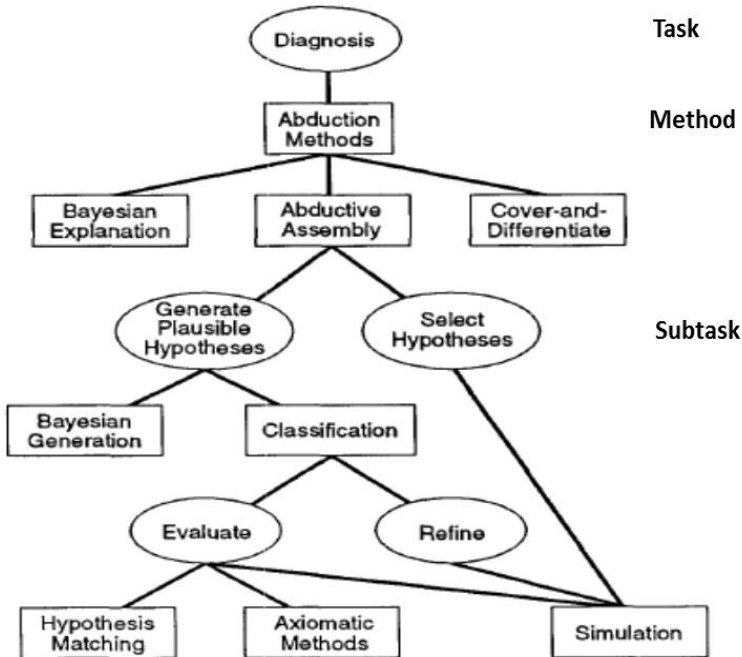 Diagnosis
Task
Abduction
Methods
Method
Bayesian
Explanation
Abductive
Assembly
Cover-and-
Differentiate
Generate
Plausible
Hypotheses
Select
Hypotheses
Subtask
Bayesian
Generation
Classification
Evaluate
Refine
Hypothesis
Matching
Axiomatic
Methods
Simulation